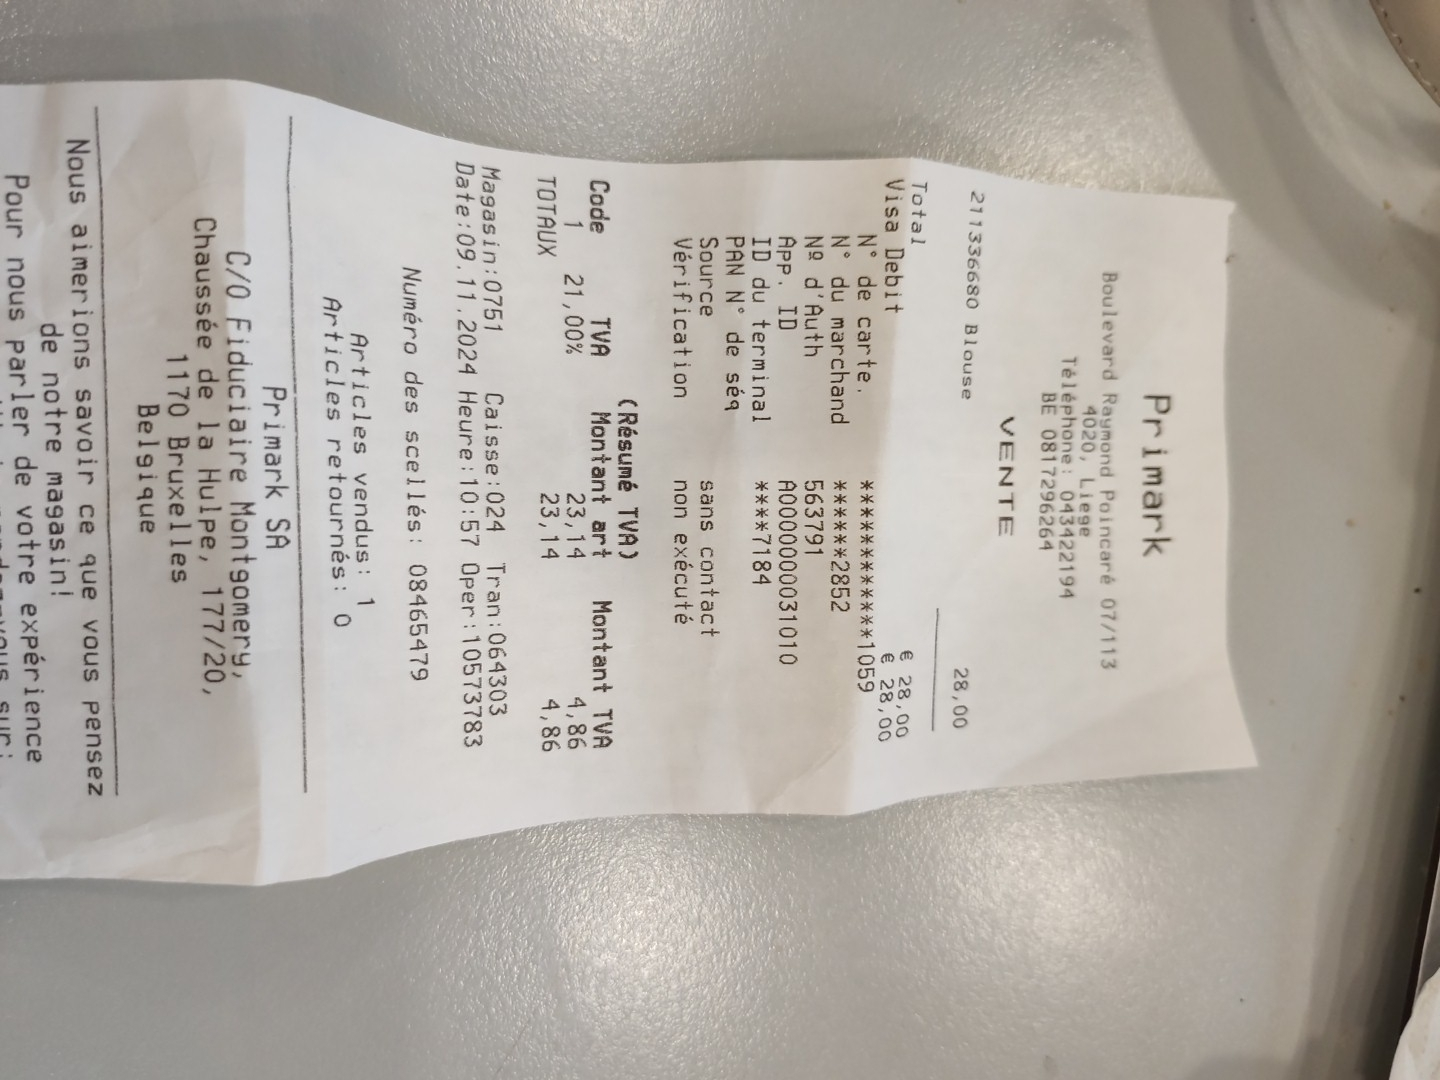 Primark
Boulevard Raymond Poincaré 07/113
4020, Liege
Téléphone: 043422194
BE 0817296264
VENTE
211336680 Blouse 28,00
Total € 28,00
Visa Debit € 28,00
N° de carte. ************1059
N° du marchand ******2852
Nº d'Auth 563791
App. ID A0000000031010
ID du terminal ****7184
PAN N° de séq
Source sans contact
Vérification non exécuté
(Résumé TVA)
Code TVA Montant art Montant TVA
1 21,00% 23,14 4,86
TOTAUX 23,14 4,86
Magasin:0751 Caisse:024 Tran:064303
Date:09.11.2024 Heure:10:57 Oper:10573783
Numéro des scellés: 08465479
Articles vendus: 1
Articles retournés: 0
Primark SA
C/O Fiduciaire Montgomery,
Chaussée de la Hulpe, 177/20,
1170 Bruxelles
Belgique
Nous aimerions savoir ce que vous pensez
de notre magasin!
Pour nous parler de votre expérience